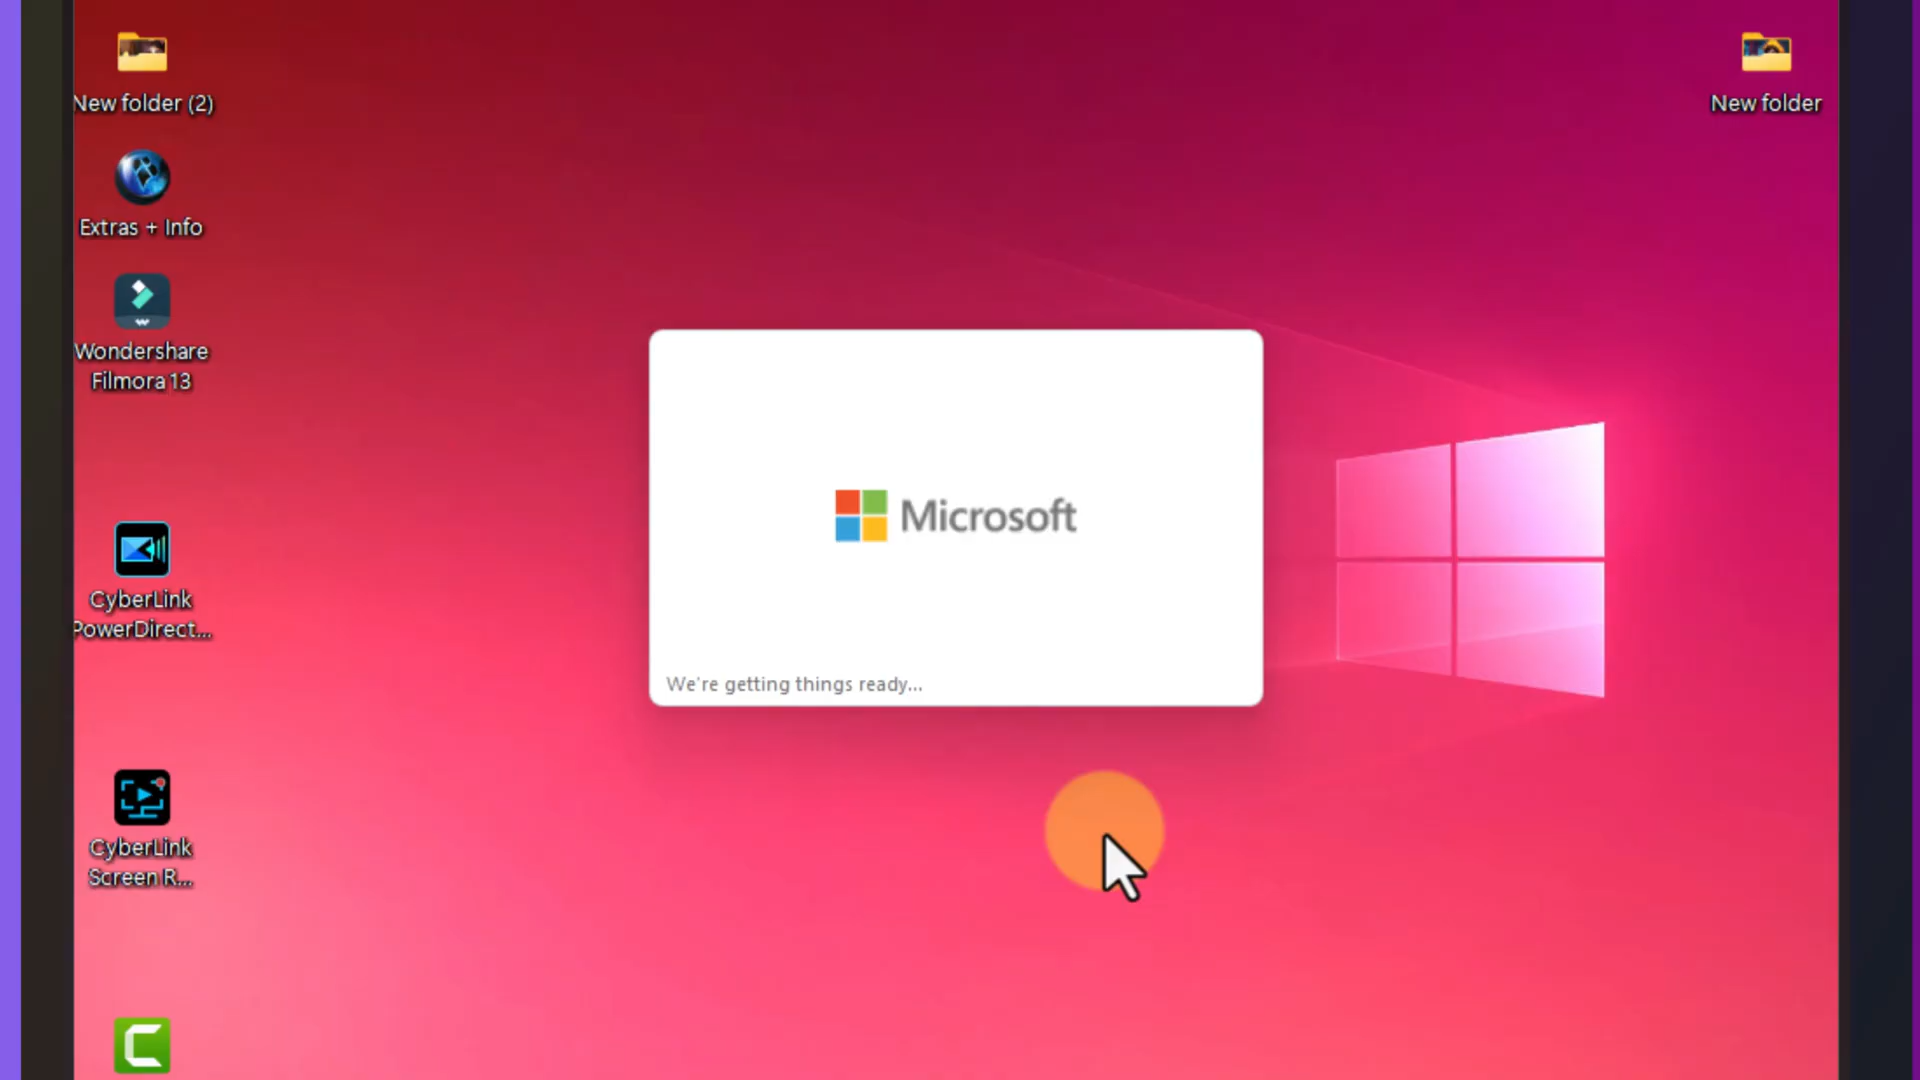 New folder (2)
New folder
Extras + Info
Wondershare
Filmora 13
Microsoft
We're getting things ready...
CyberLink
PowerDirect...
CyberLink
Screen R...